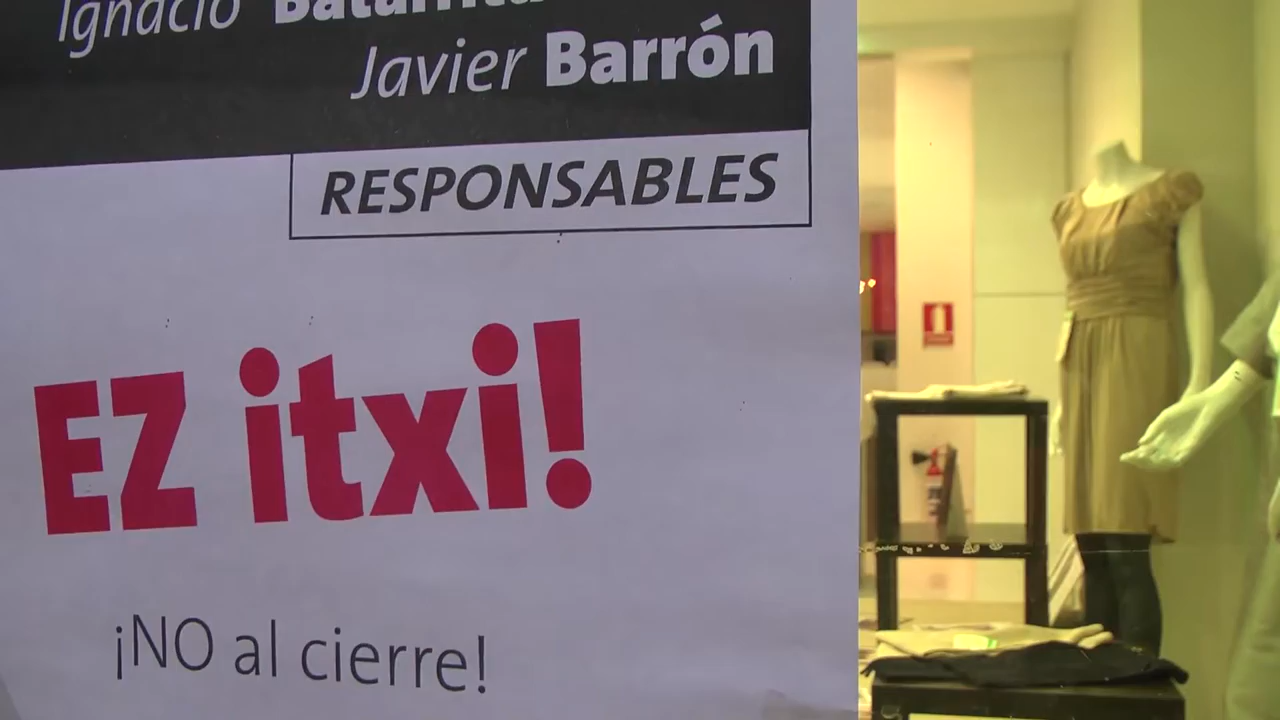 Ignacio
Javier Barrón
RESPONSABLES
EZ itxi!
¡NO al cierre!